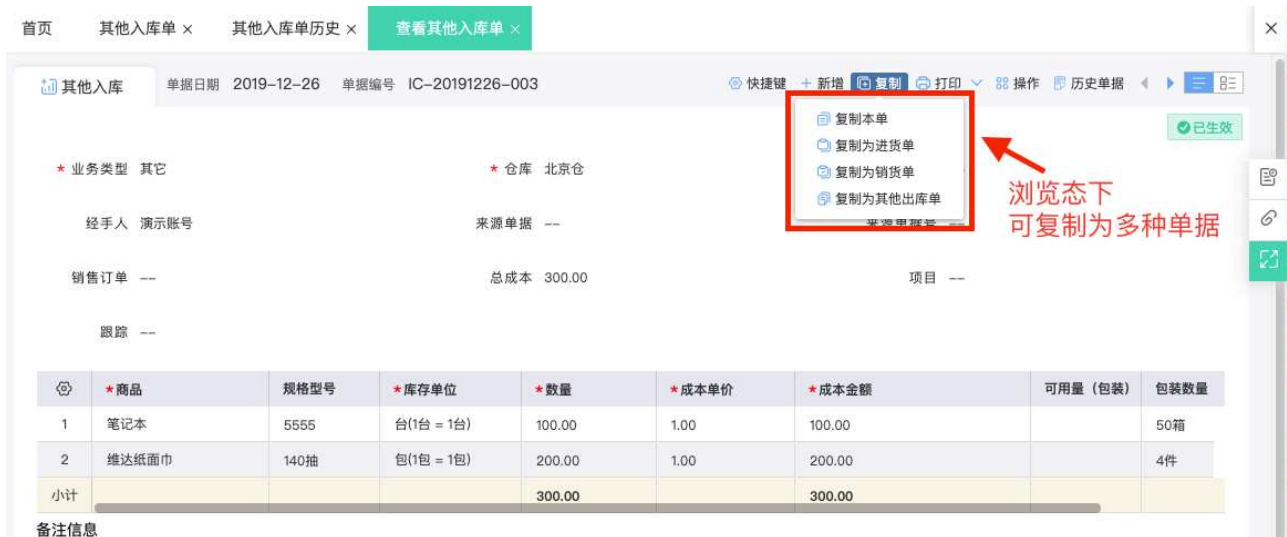 首页 其他入库单 × 其他入库单历史 × 查看其他入库单 ×
其他入库 单据日期 2019-12-26 单据编号 IC-20191226-003 快捷键 新增 复制 打印 操作 历史单据
复制本单
复制为进货单
复制为销货单
复制为其他出库单
已生效
* 业务类型 其它 * 仓库 北京仓
浏览态下
可复制为多种单据
经手人 演示账号 来源单据 -- 来源单据号 --
销售订单 -- 总成本 300.00 项目 --
跟踪 --
*商品 规格型号 *库存单位 *数量 *成本单价 *成本金额 可用量（包装） 包装数量
1 笔记本 5555 台(1台 = 1台) 100.00 1.00 100.00 50箱
2 维达纸面巾 140抽 包(1包 = 1包) 200.00 1.00 200.00 4件
小计 300.00 300.00
备注信息